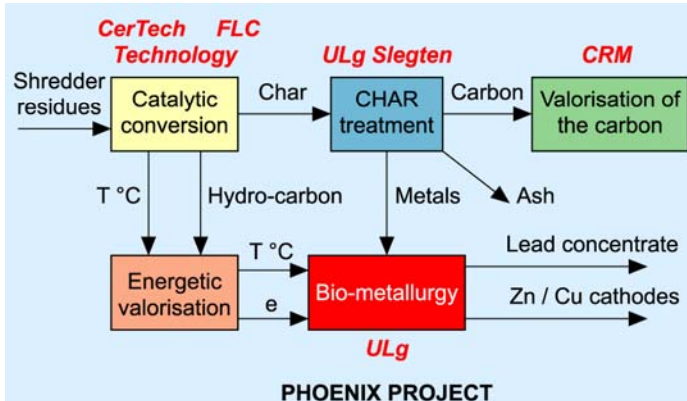 CerTech FLC
Technology
ULg Slegten
CRM
Shredder
residues
Catalytic
conversion
Char
CHAR
treatment
Carbon
Valorisation of
the carbon
T °C
Hydro-carbon
Metals
Ash
Energetic
valorisation
T °C
e
Bio-metallurgy
Lead concentrate
Zn / Cu cathodes
ULg
PHOENIX PROJECT